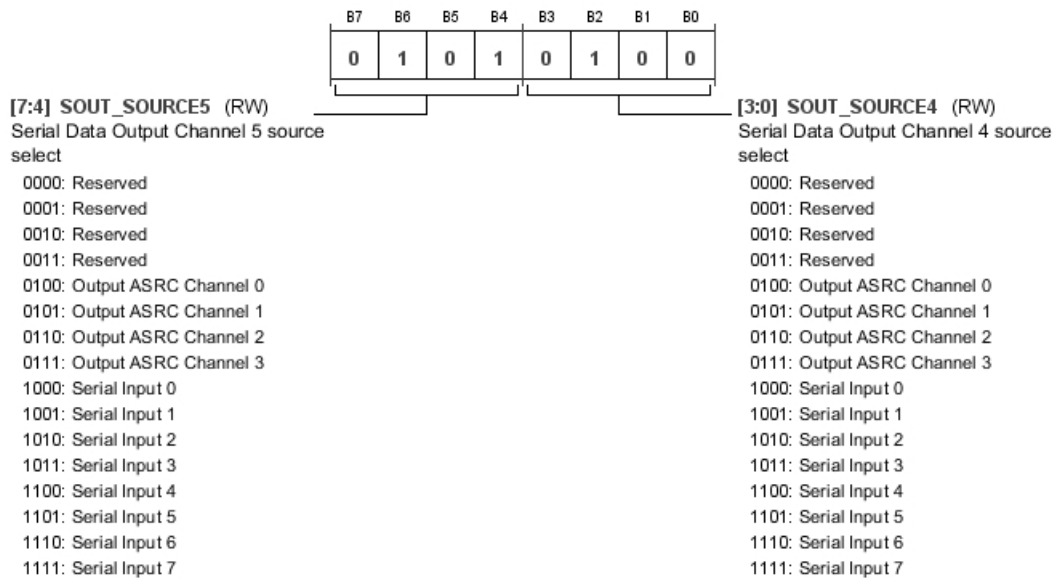 B7 B6 B5 B4 B3 B2 B1 B0
0 1 0 1 0 1 0 0
[7:4] SOUT_SOURCE5 (RW)
Serial Data Output Channel 5 source
select
0000: Reserved
0001: Reserved
0010: Reserved
0011: Reserved
0100: Output ASRC Channel 0
0101: Output ASRC Channel 1
0110: Output ASRC Channel 2
0111: Output ASRC Channel 3
1000: Serial Input 0
1001: Serial Input 1
1010: Serial Input 2
1011: Serial Input 3
1100: Serial Input 4
1101: Serial Input 5
1110: Serial Input 6
1111: Serial Input 7
[3:0] SOUT_SOURCE4 (RW)
Serial Data Output Channel 4 source
select
0000: Reserved
0001: Reserved
0010: Reserved
0011: Reserved
0100: Output ASRC Channel 0
0101: Output ASRC Channel 1
0110: Output ASRC Channel 2
0111: Output ASRC Channel 3
1000: Serial Input 0
1001: Serial Input 1
1010: Serial Input 2
1011: Serial Input 3
1100: Serial Input 4
1101: Serial Input 5
1110: Serial Input 6
1111: Serial Input 7